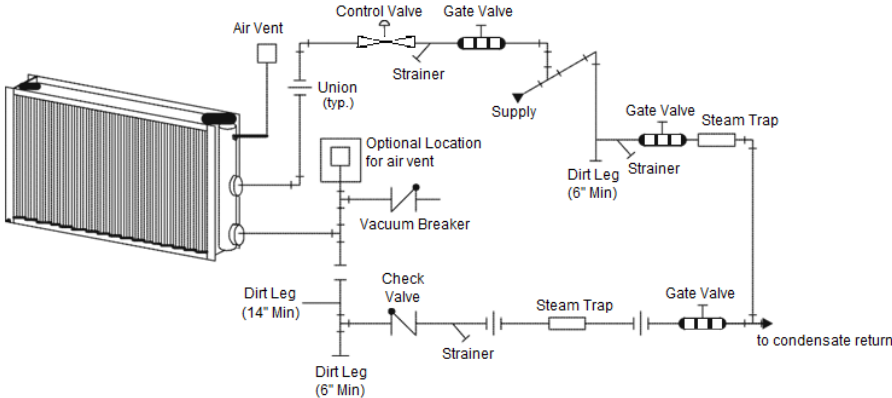 Control Valve
Gate Valve
Air Vent
Strainer
Union
(typ.)
Supply
Gate Valve
Steam Trap
Optional Location
for air vent
Strainer
Dirt Leg
(6" Min)
Vacuum Breaker
Check
Valve
Dirt Leg
(14" Min)
Steam Trap
Gate Valve
Strainer
to condensate return
Dirt Leg
(6" Min)